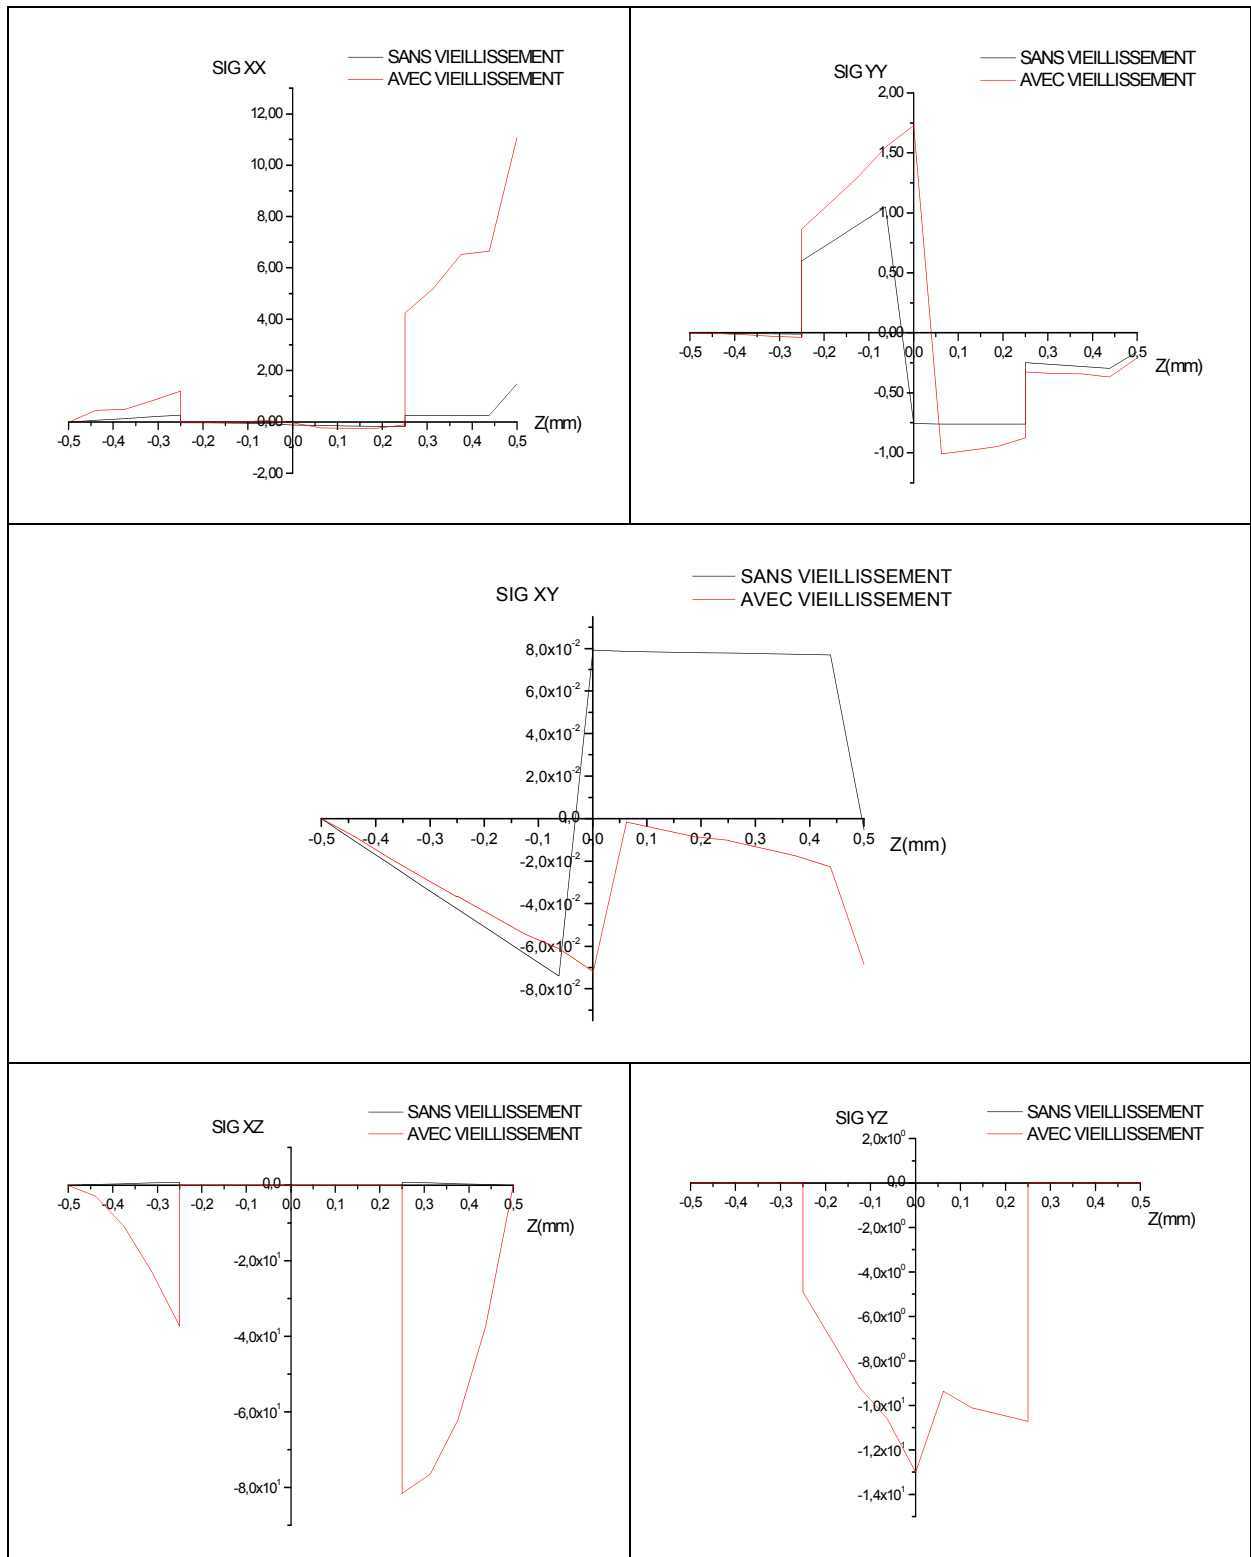 SIG XX
SANS VIEILLISSEMENT
AVEC VIEILLISSEMENT
12,00
10,00
8,00
6,00
4,00
2,00
0,00
-2,00
-0,5 -0,4 -0,3 -0,2 -0,1 0,0 0,1 0,2 0,3 0,4 0,5
Z(mm)
SIG YY
SANS VIEILLISSEMENT
AVEC VIEILLISSEMENT
2,00
1,50
1,00
0,50
0,00
-0,50
-1,00
-0,5 -0,4 -0,3 -0,2 -0,1 0,0 0,1 0,2 0,3 0,4 0,5
Z(mm)
SIG XY
SANS VIEILLISSEMENT
AVEC VIEILLISSEMENT
8,0x10⁻²
6,0x10⁻²
4,0x10⁻²
2,0x10⁻²
0,0
-2,0x10⁻²
-4,0x10⁻²
-6,0x10⁻²
-8,0x10⁻²
-0,5 -0,4 -0,3 -0,2 -0,1 0,0 0,1 0,2 0,3 0,4 0,5
Z(mm)
SIG XZ
SANS VIEILLISSEMENT
AVEC VIEILLISSEMENT
0,0
-2,0x10¹
-4,0x10¹
-6,0x10¹
-8,0x10¹
-0,5 -0,4 -0,3 -0,2 -0,1 0,0 0,1 0,2 0,3 0,4 0,5
Z(mm)
SIG YZ
SANS VIEILLISSEMENT
AVEC VIEILLISSEMENT
2,0x10⁰
0,0
-2,0x10⁰
-4,0x10⁰
-6,0x10⁰
-8,0x10⁰
-1,0x10¹
-1,2x10¹
-1,4x10¹
-0,5 -0,4 -0,3 -0,2 -0,1 0,0 0,1 0,2 0,3 0,4 0,5
Z(mm)